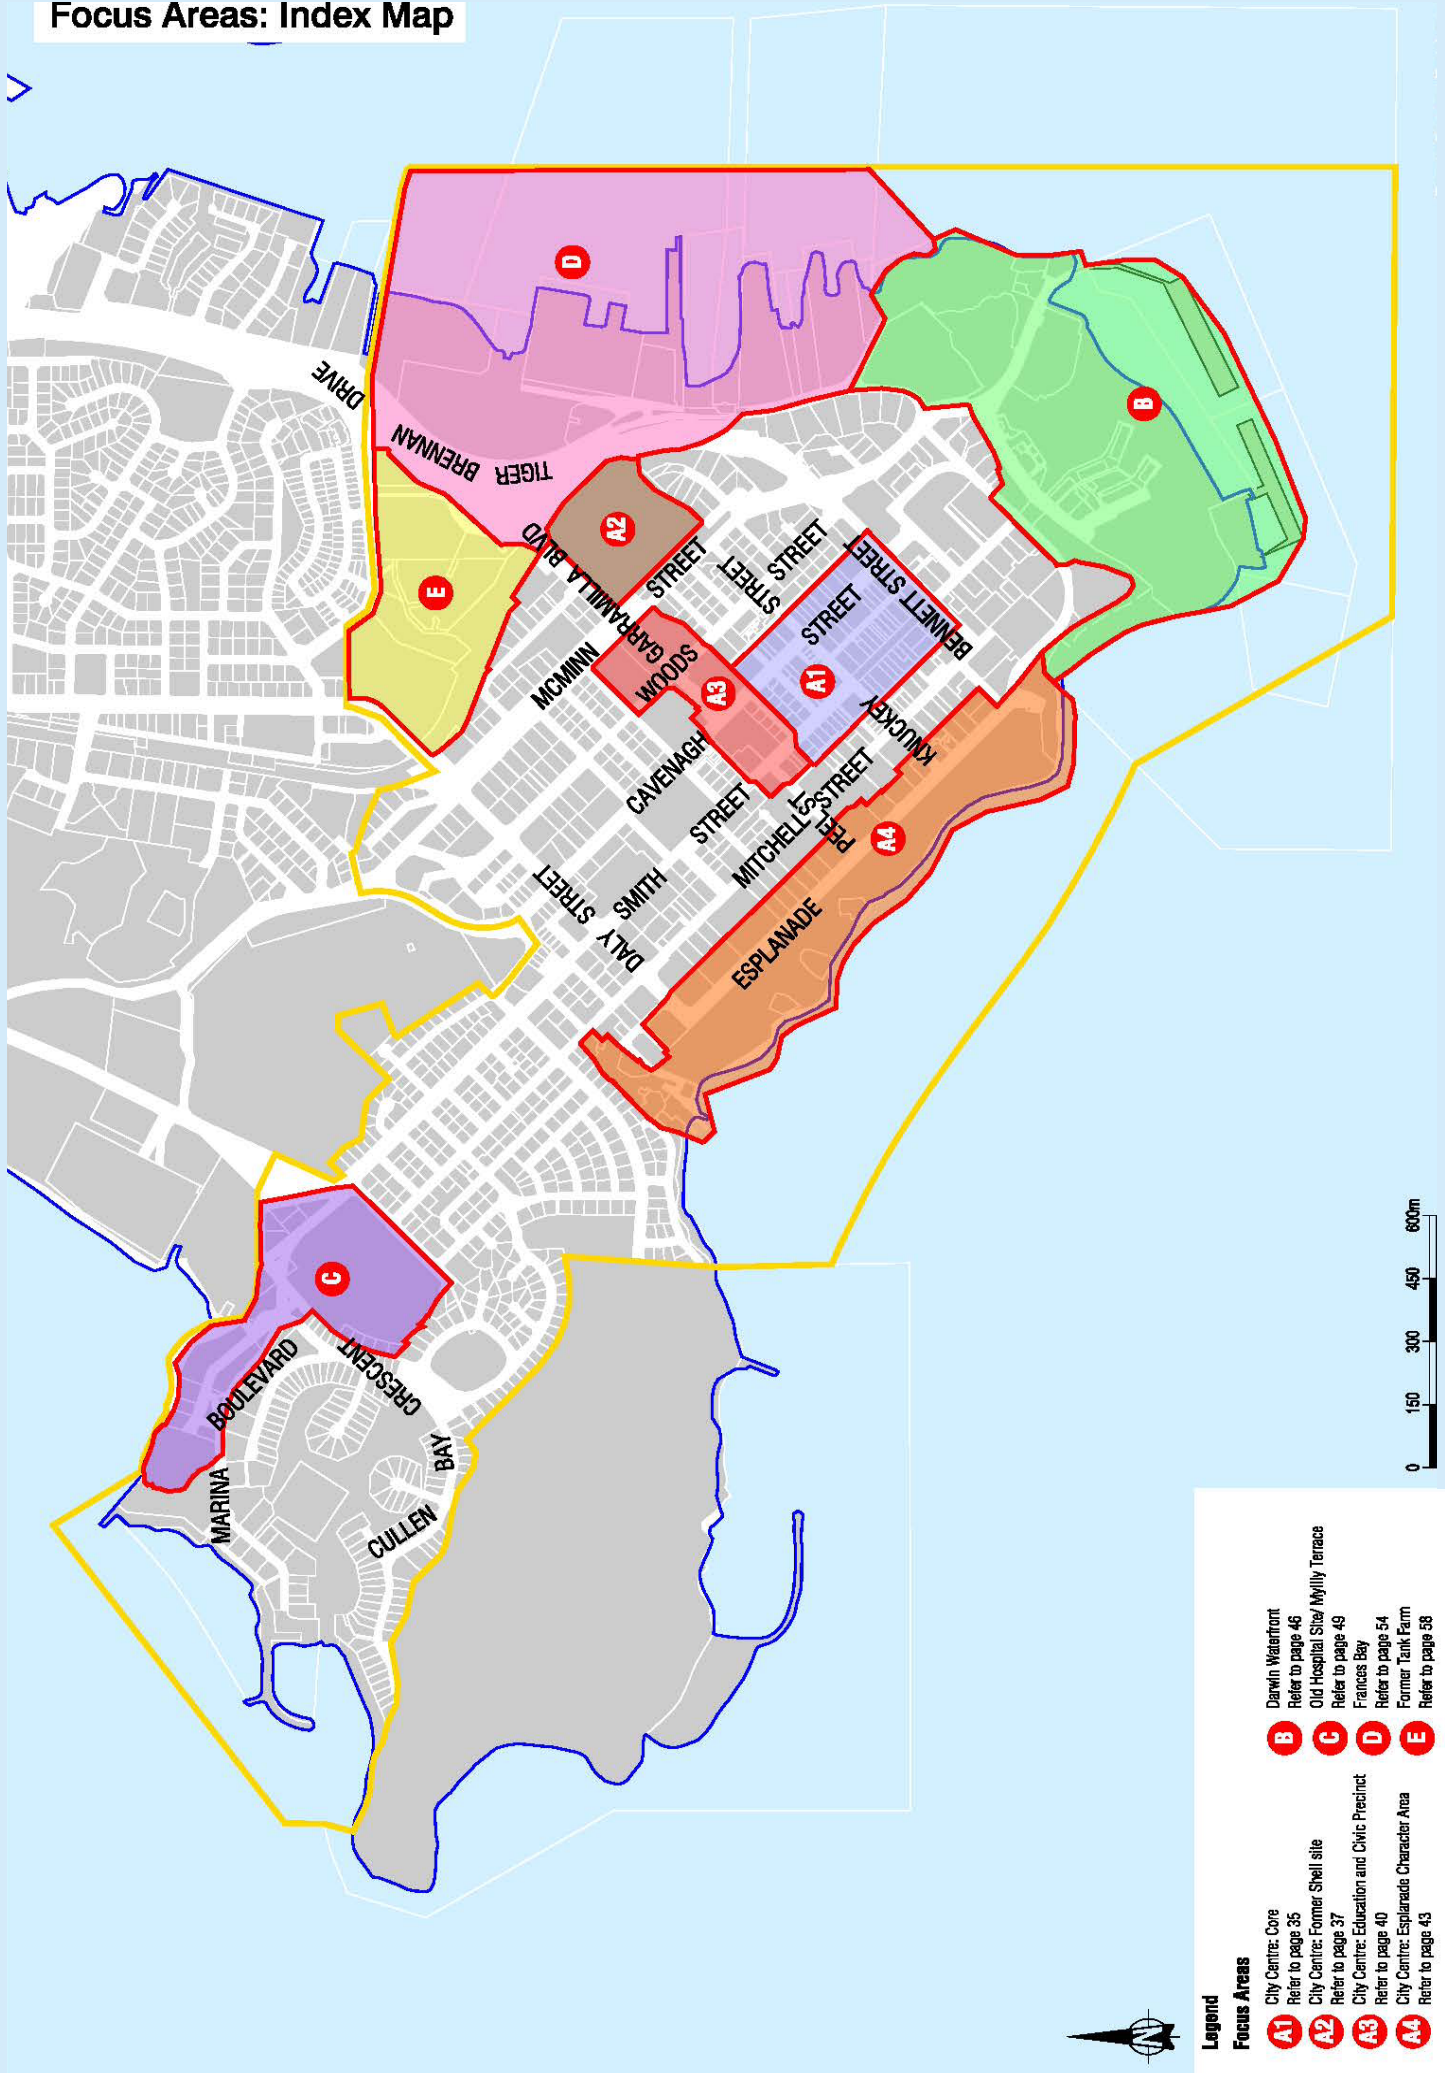 Focus Areas: Index Map
DRIVE
BRENNAN
TIGER
D
B
A2
E
GARRAMILLA BLVD
STREET
STREET
STREET
STREET
BENNETT STREET
MCMINN
WOODS
A3
A1
KNUCKEY
CAVENAGH
STREET
STREET
MITCHELL
PEEL ST
A4
STREET
SMITH
DALY
ESPLANADE
C
BOULEVARD
CRESCENT
MARINA
BAY
CULLEN
0 150 300 450 600m
N
Legend
Focus Areas
A1 City Centre: Core
Refer to page 35
A2 City Centre: Former Shell site
Refer to page 37
A3 City Centre: Education and Civic Precinct
Refer to page 40
A4 City Centre: Esplanade Character Area
Refer to page 43
B Darwin Waterfront
Refer to page 46
C Old Hospital Site/ Myilly Terrace
Refer to page 49
D Frances Bay
Refer to page 54
E Former Tank Farm
Refer to page 58